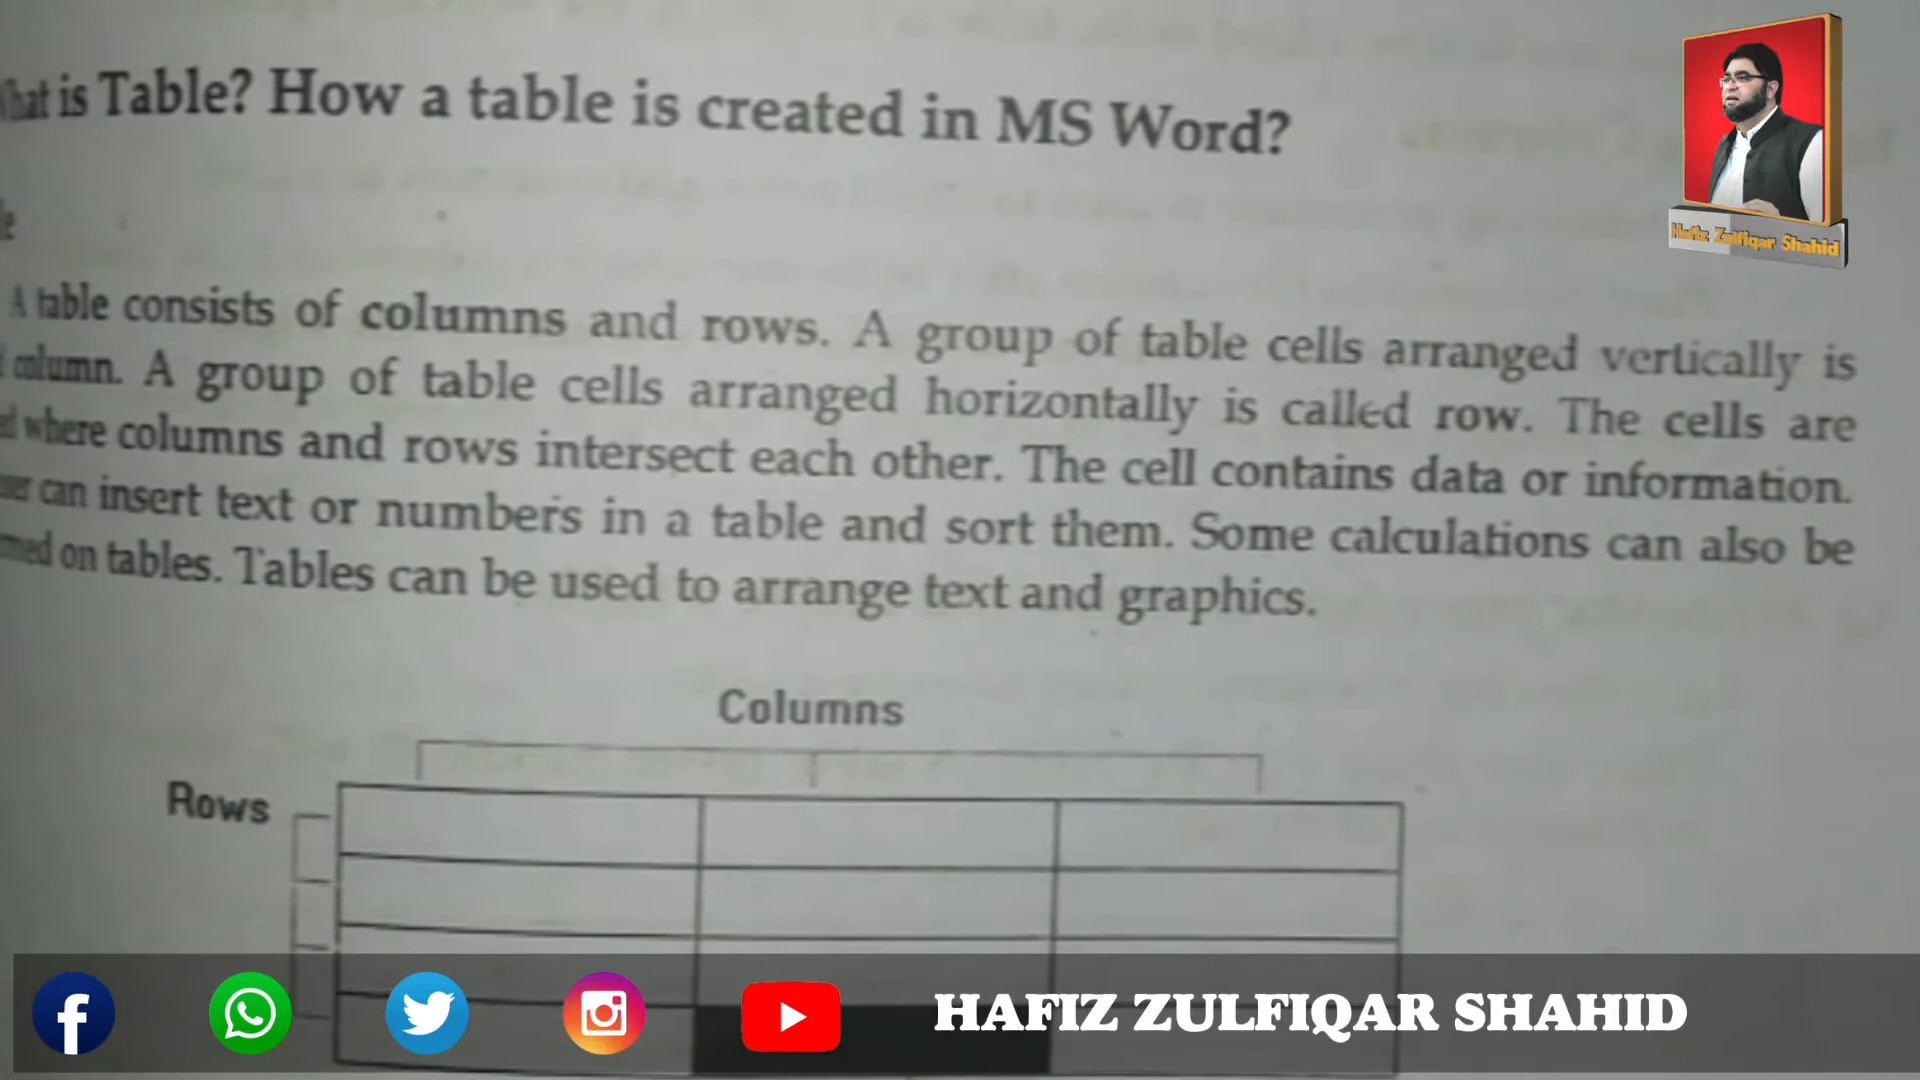 What is Table? How a table is created in MS Word?
A table consists of columns and rows. A group of table cells arranged vertically is
column. A group of table cells arranged horizontally is called row. The cells are
where columns and rows intersect each other. The cell contains data or information.
user can insert text or numbers in a table and sort them. Some calculations can also be
on tables. Tables can be used to arrange text and graphics.
Columns
Rows
Hafiz Zulfiqar Shahid
HAFIZ ZULFIQAR SHAHID